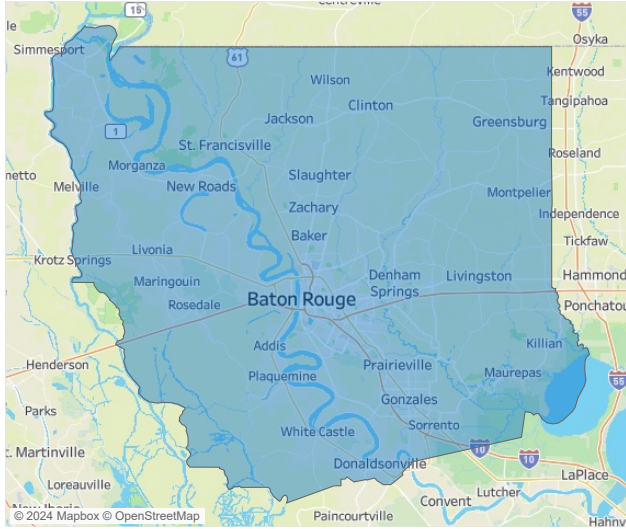 Centreville
15
55
Osyka
Simmesport
61
Kentwood
Wilson
Tangipahoa
Clinton
Jackson
Greensburg
1
St. Francisville
Roseland
Morganza
Slaughter
Melville
New Roads
Montpelier
Zachary
Independence
Baker
Tickfaw
Livonia
Krotz Springs
Denham
Springs
Livingston
Hammond
Maringouin
Baton Rouge
Rosedale
Ponchatou
Addis
Killian
Henderson
Prairieville
Maurepas
Plaquemine
55
Gonzales
Parks
Sorrento
White Castle
10
10
t. Martinville
Donaldsonville
LaPlace
Loreauville
Lutcher
Convent
New Iberia
Paincourtville
Hahnv
© 2024 Mapbox © OpenStreetMap